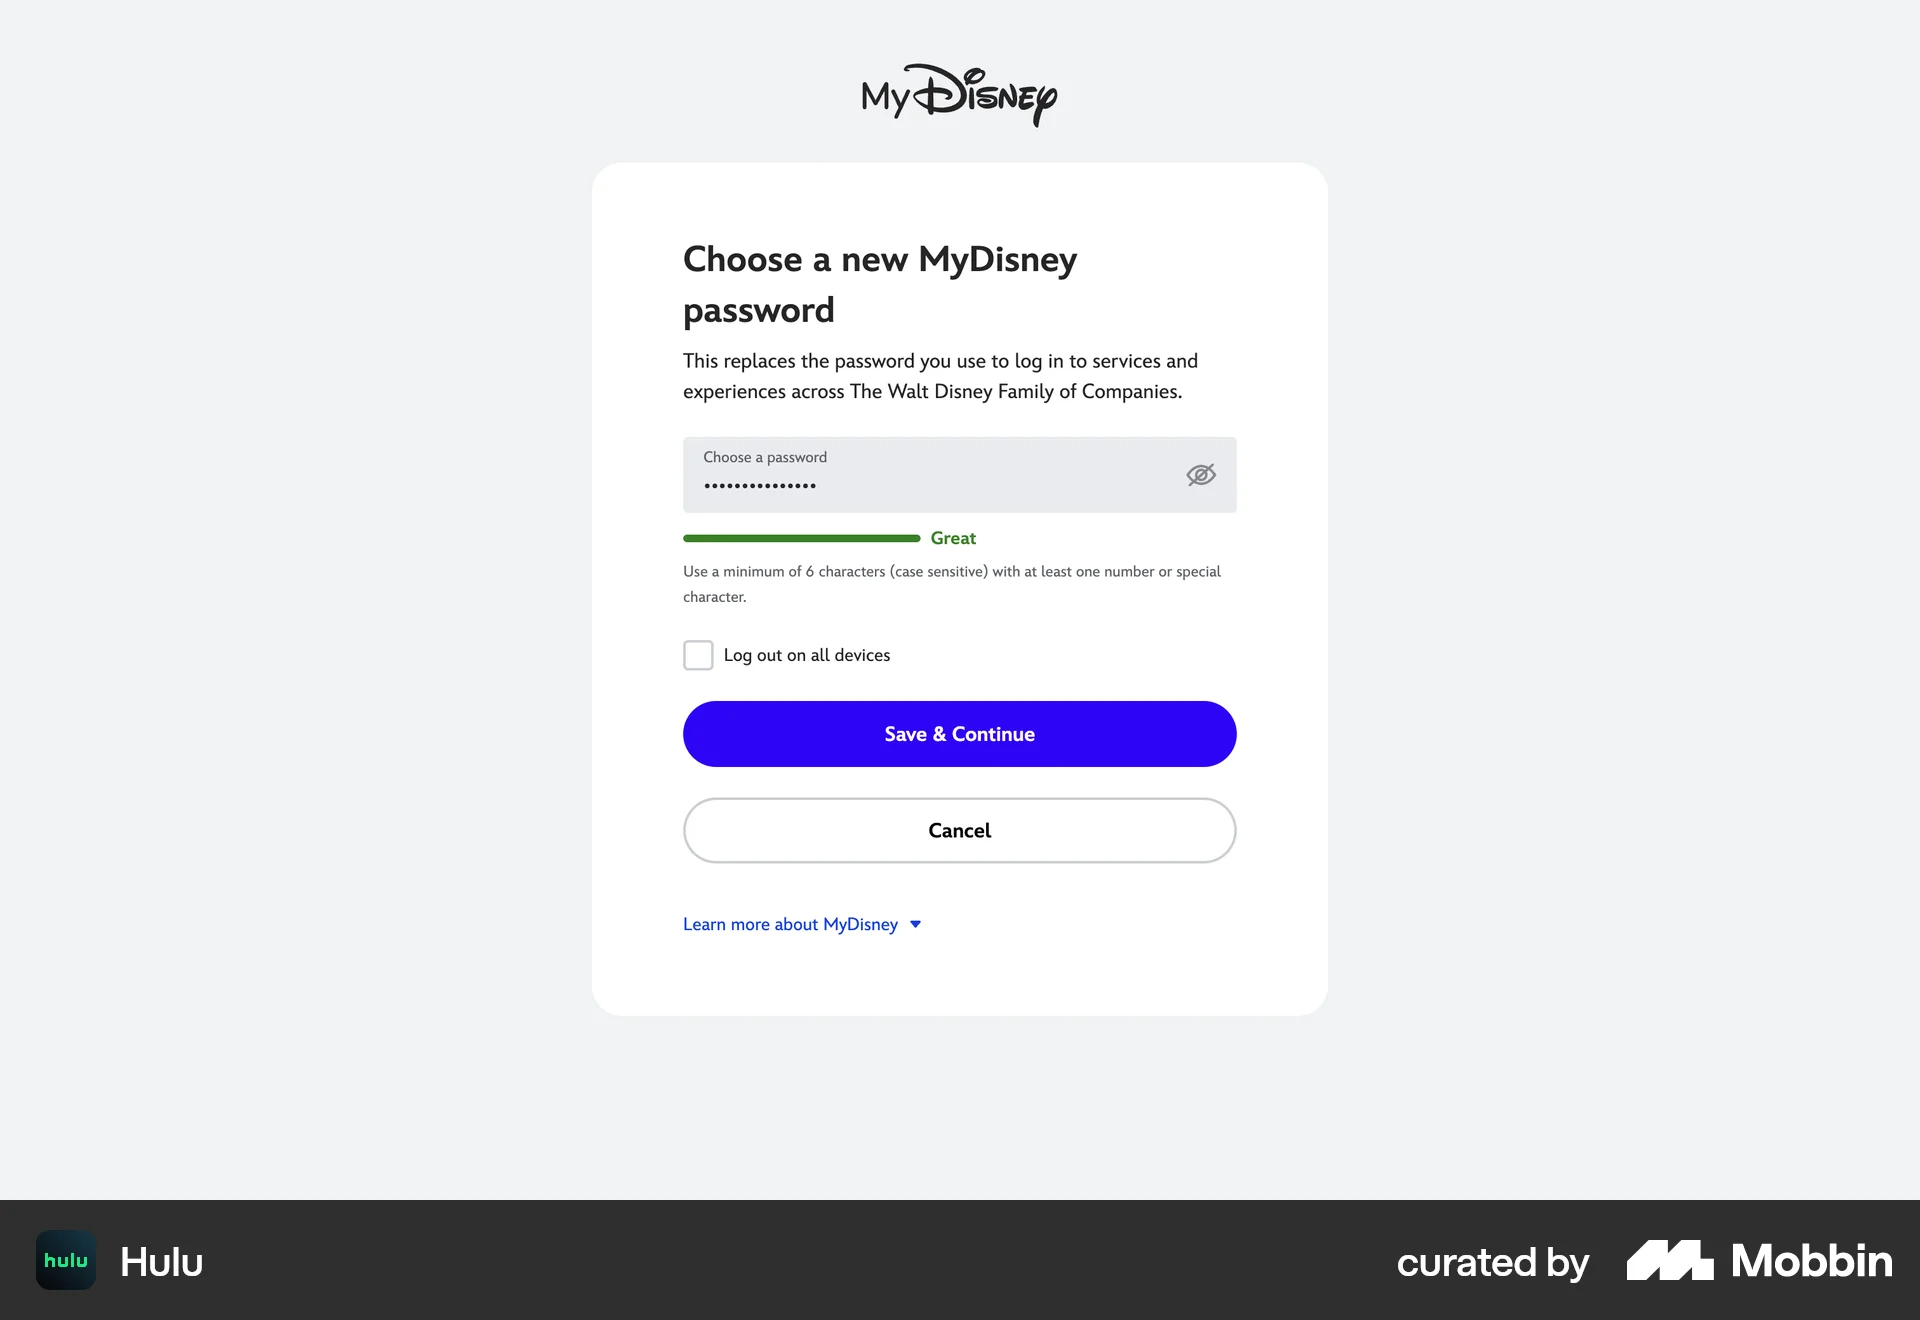 MyDisney
Choose a new MyDisney
password
This replaces the password you use to log in to services and
experiences across The Walt Disney Family of Companies.
Choose a password
•••••••••••••••
Great
Use a minimum of 6 characters (case sensitive) with at least one number or special
character.
Log out on all devices
Save & Continue
Cancel
Learn more about MyDisney
hulu Hulu
curated by Mobbin